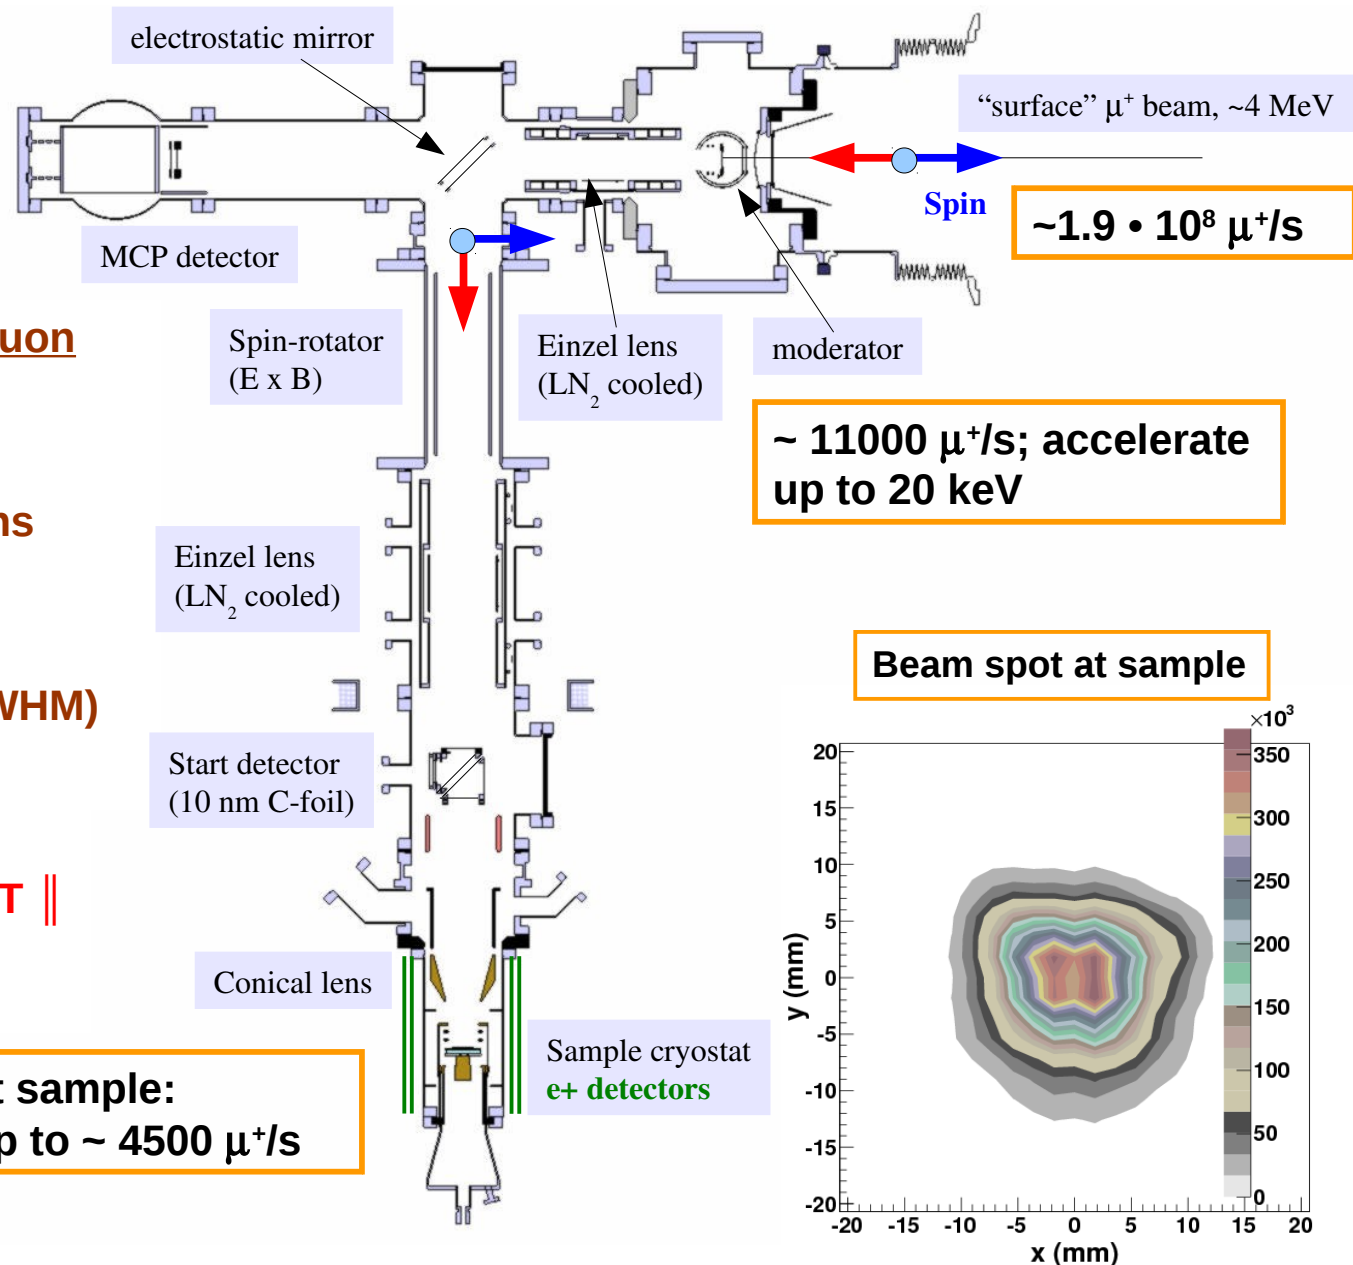 electrostatic mirror
“surface” μ⁺ beam, ~4 MeV
Spin
~1.9 • 10⁸ μ⁺/s
MCP detector
Spin-rotator
(E x B)
Einzel lens
(LN₂ cooled)
moderator
~ 11000 μ⁺/s; accelerate
up to 20 keV
Einzel lens
(LN₂ cooled)
WHM)
Start detector
(10 nm C-foil)
T ||
Conical lens
Sample cryostat
e+ detectors
sample:
to ~ 4500 μ⁺/s
Beam spot at sample
×10³
350
300
250
200
150
100
50
0
20
15
10
5
0
-5
-10
-15
-20
y (mm)
-20 -15 -10 -5 0 5 10 15 20
x (mm)